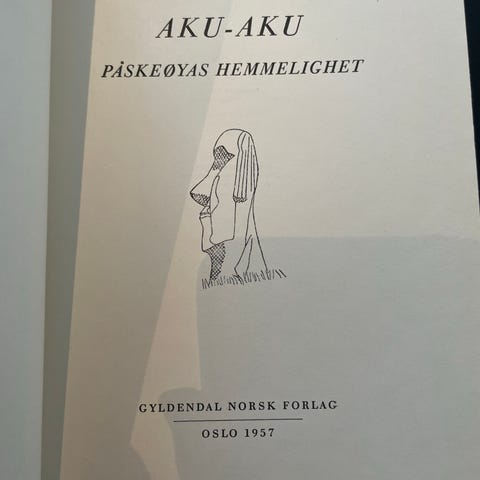 AKU-AKU
PÅSKEØYAS HEMMELIGHET
GYLDENDAL NORSK FORLAG
OSLO 1957